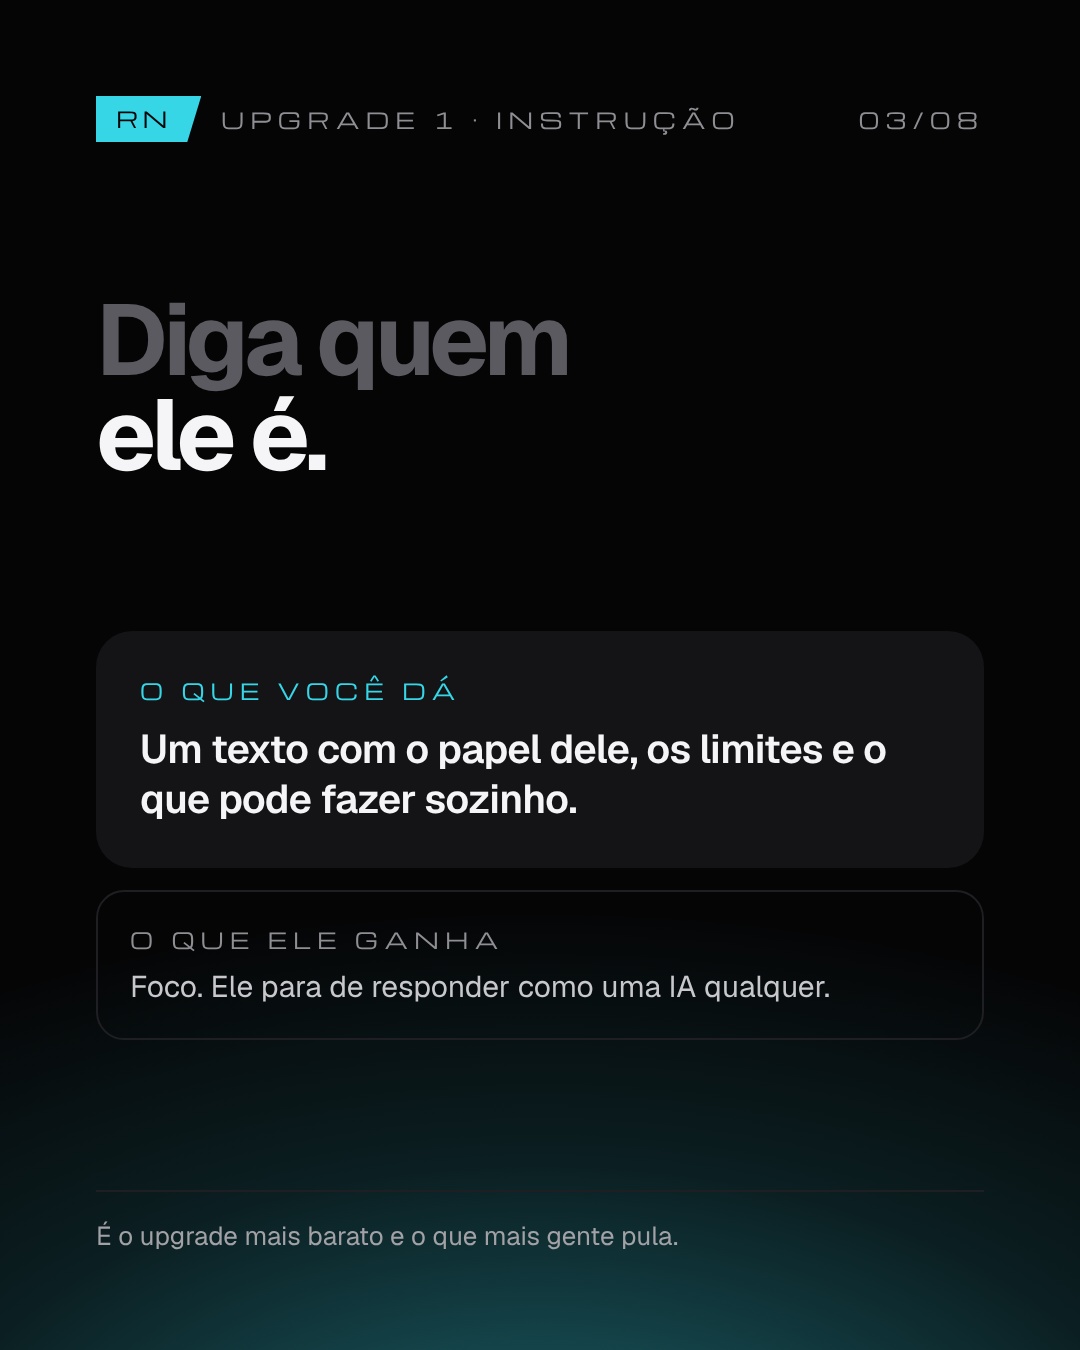 RN UPGRADE 1 · INSTRUÇÃO 03/08
Diga quem
ele é.
O QUE VOCÊ DÁ
Um texto com o papel dele, os limites e o
que pode fazer sozinho.
O QUE ELE GANHA
Foco. Ele para de responder como uma IA qualquer.
É o upgrade mais barato e o que mais gente pula.